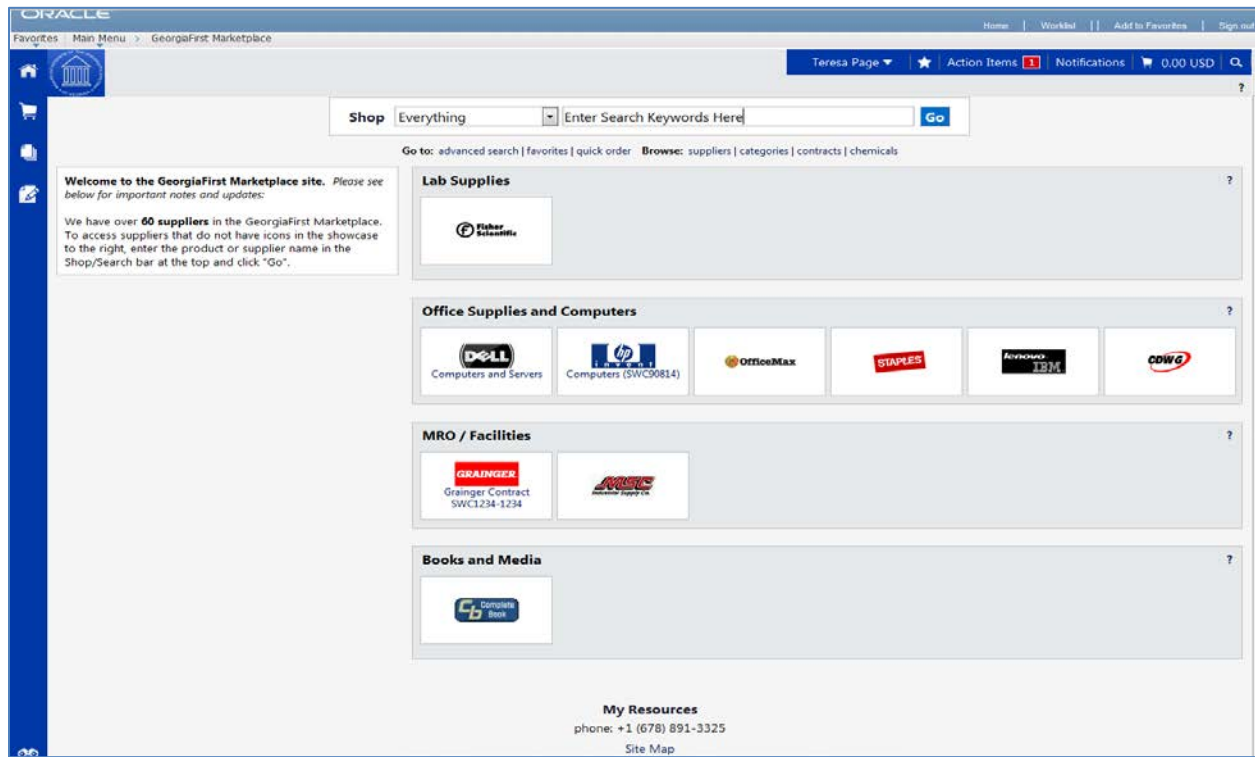 ORACLE
Home | Worklist || Add to Favorites | Sign out
Favorites Main Menu > GeorgiaFirst Marketplace
Teresa Page Action Items 1 Notifications 0.00 USD
?
Shop Everything Enter Search Keywords Here Go
Go to: advanced search | favorites | quick order Browse: suppliers | categories | contracts | chemicals
Welcome to the GeorgiaFirst Marketplace site. Please see
below for important notes and updates:
We have over 60 suppliers in the GeorgiaFirst Marketplace.
To access suppliers that do not have icons in the showcase
to the right, enter the product or supplier name in the
Shop/Search bar at the top and click "Go".
Lab Supplies ?
Fisher
Scientific
Office Supplies and Computers ?
DELL
Computers and Servers
hp
invent
Computers (SWC90814)
OfficeMax
STAPLES
lenovo
IBM
CDWG
MRO / Facilities ?
GRAINGER
Grainger Contract
SWC1234-1234
MSC
Industrial Supply Co.
Books and Media ?
Cb Complete
Book
My Resources
phone: +1 (678) 891-3325
Site Map